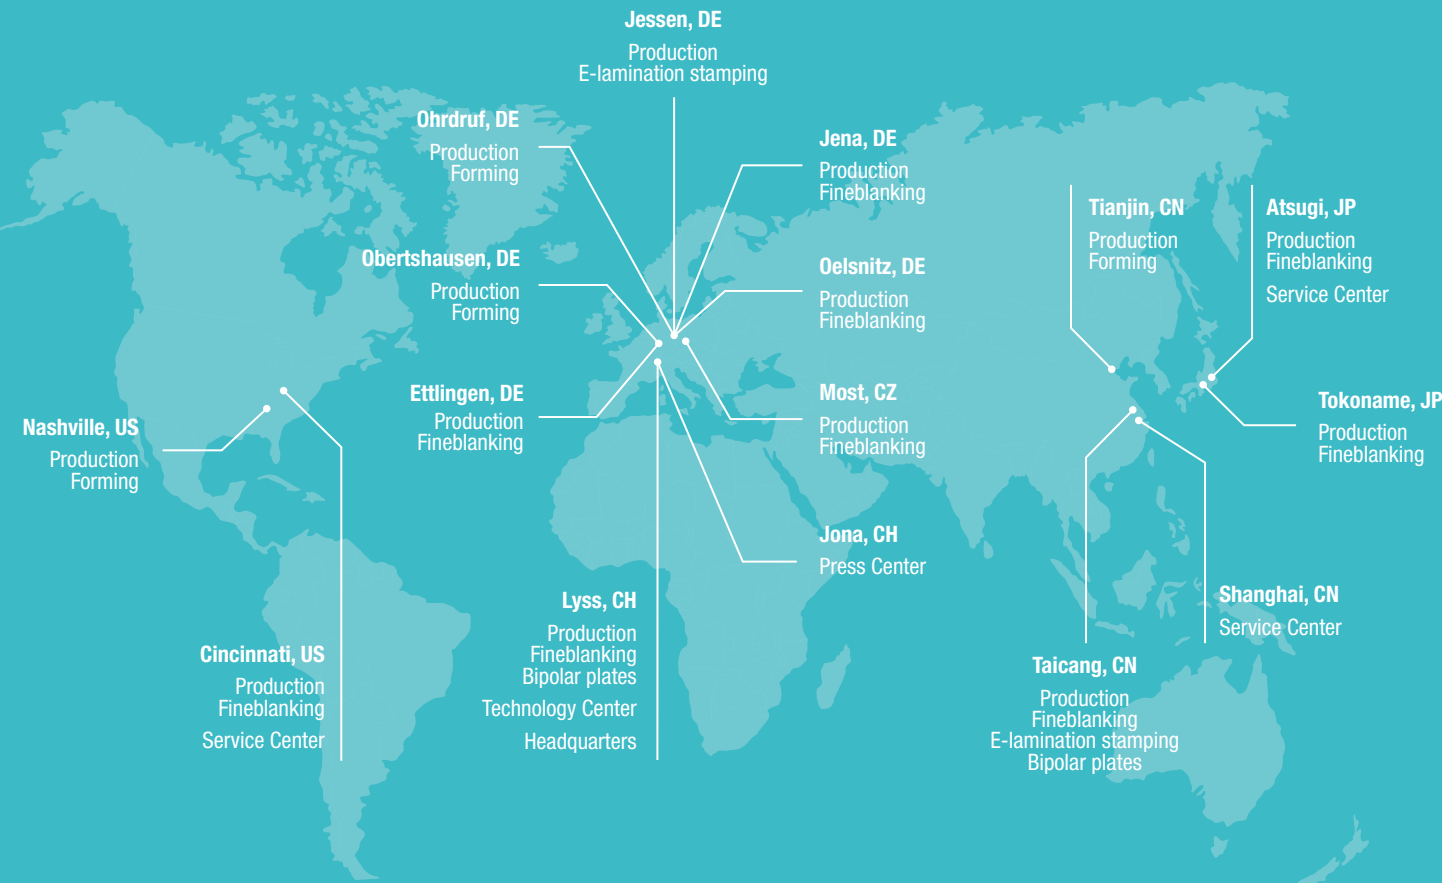 Jessen, DE
Production
E-lamination stamping
Ohrdruf, DE
Production
Forming
Jena, DE
Production
Fineblanking
Tianjin, CN
Production
Forming
Atsugi, JP
Production
Fineblanking
Service Center
Obertshausen, DE
Production
Forming
Oelsnitz, DE
Production
Fineblanking
Ettlingen, DE
Production
Fineblanking
Most, CZ
Production
Fineblanking
Tokoname, JP
Production
Fineblanking
Nashville, US
Production
Forming
Jona, CH
Press Center
Lyss, CH
Production
Fineblanking
Bipolar plates
Technology Center
Headquarters
Shanghai, CN
Service Center
Cincinnati, US
Production
Fineblanking
Service Center
Taicang, CN
Production
Fineblanking
E-lamination stamping
Bipolar plates